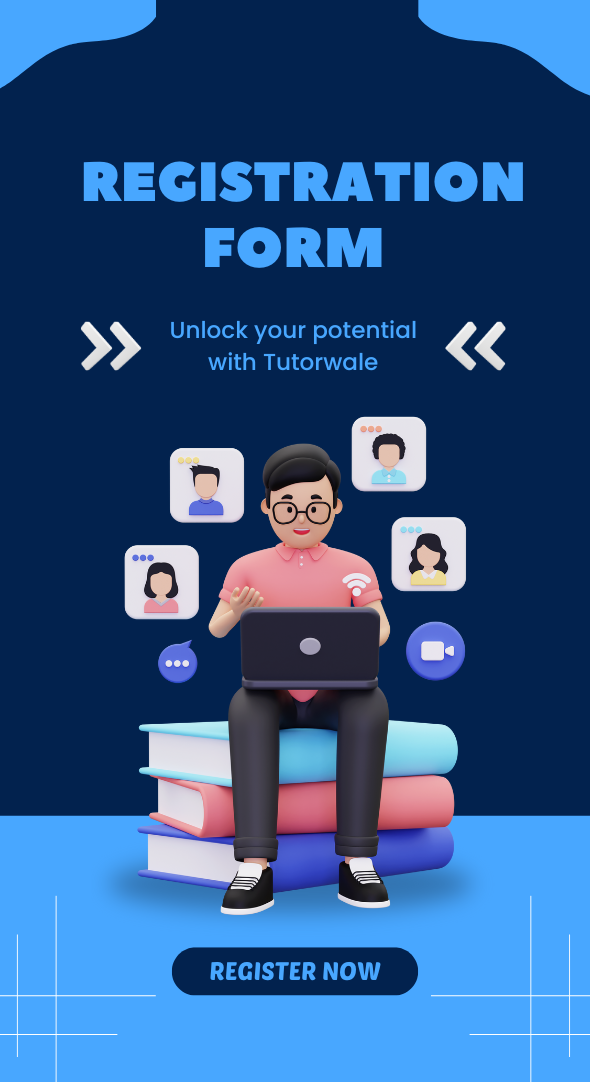 REGISTRATION
FORM
Unlock your potential
with Tutorwale
REGISTER NOW